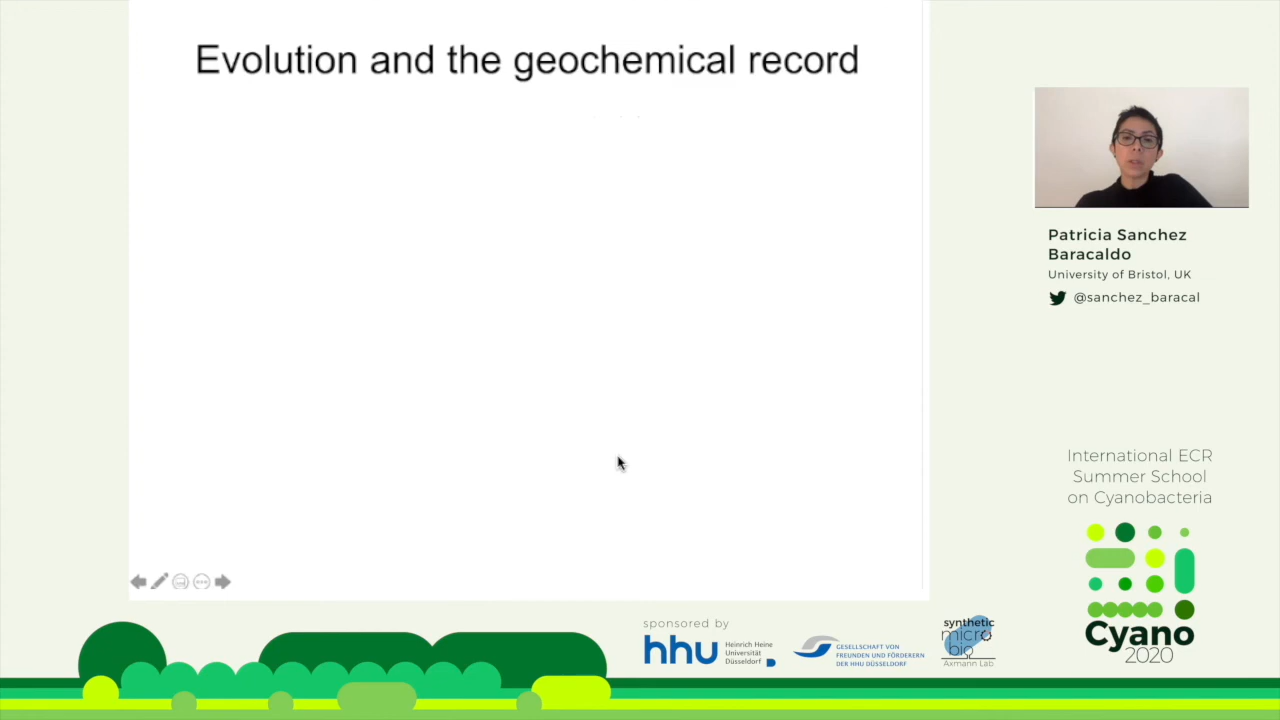 Evolution and the geochemical record
Patricia Sanchez
Baracaldo
University of Bristol, UK
@sanchez_baracal
International ECR
Summer School
on Cyanobacteria
Cyano
2020
sponsored by
hhu
Heinrich Heine
Universität
Düsseldorf
GESELLSCHAFT VON
FREUNDEN UND FÖRDERERN
DER HHU DÜSSELDORF
synthetic
micro
bio
Axmann Lab.